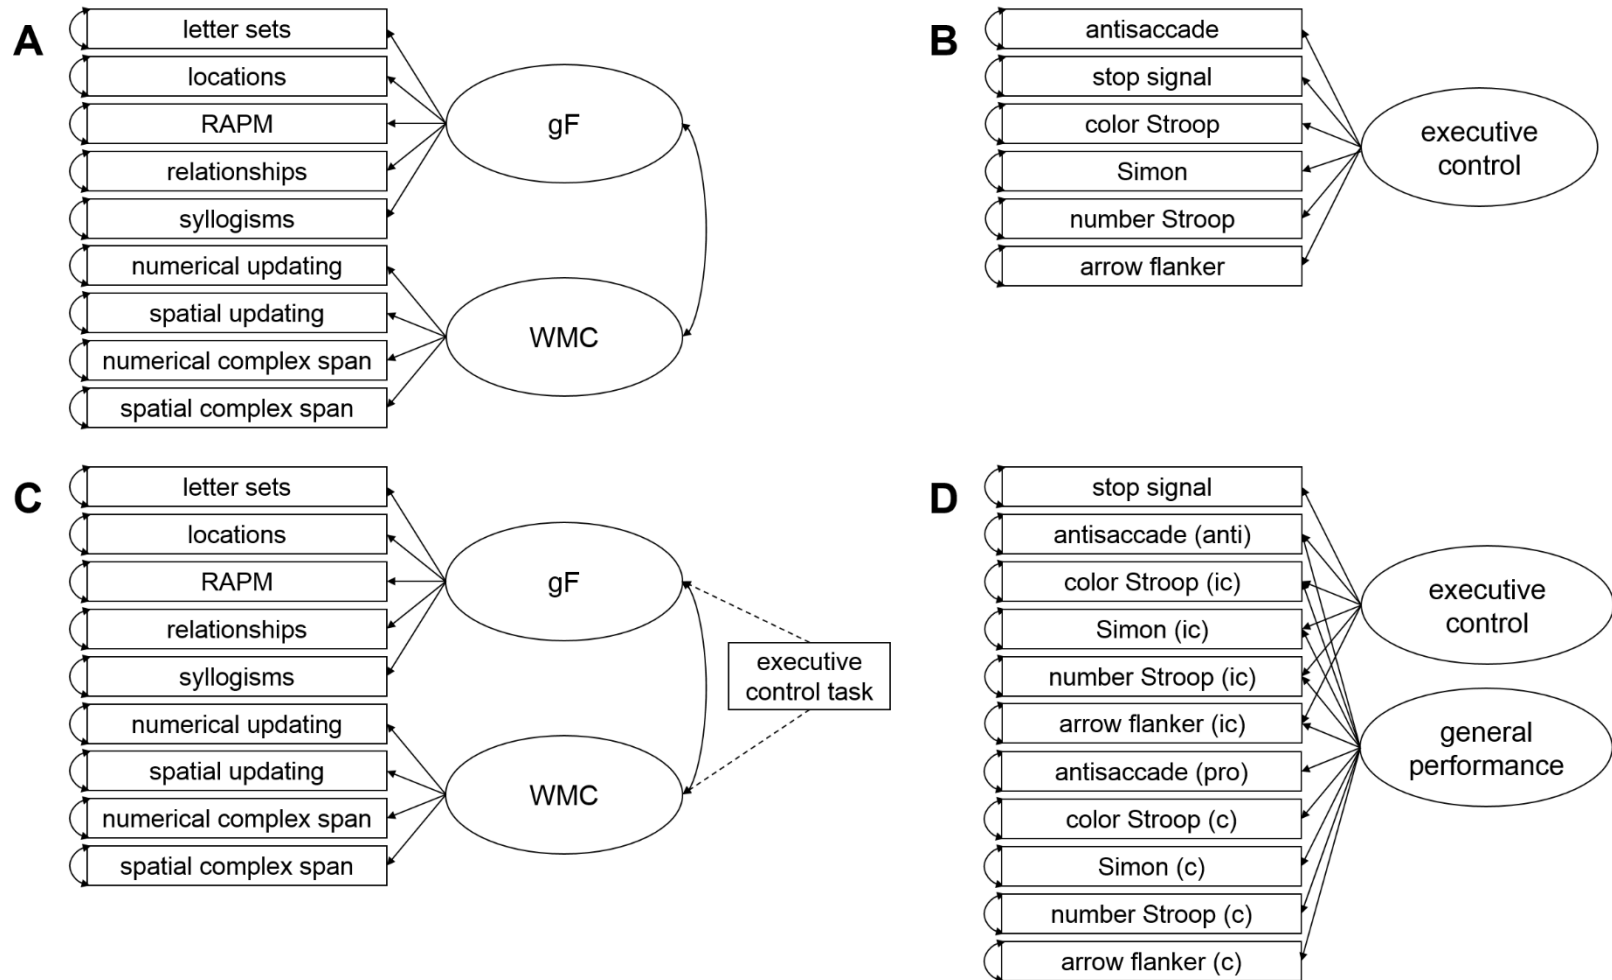 A
letter sets
locations
RAPM
relationships
syllogisms
numerical updating
spatial updating
numerical complex span
spatial complex span
gF
WMC
B
antisaccade
stop signal
color Stroop
Simon
number Stroop
arrow flanker
executive
control
C
letter sets
locations
RAPM
relationships
syllogisms
numerical updating
spatial updating
numerical complex span
spatial complex span
gF
WMC
executive
control task
D
stop signal
antisaccade (anti)
color Stroop (ic)
Simon (ic)
number Stroop (ic)
arrow flanker (ic)
antisaccade (pro)
color Stroop (c)
Simon (c)
number Stroop (c)
arrow flanker (c)
executive
control
general
performance